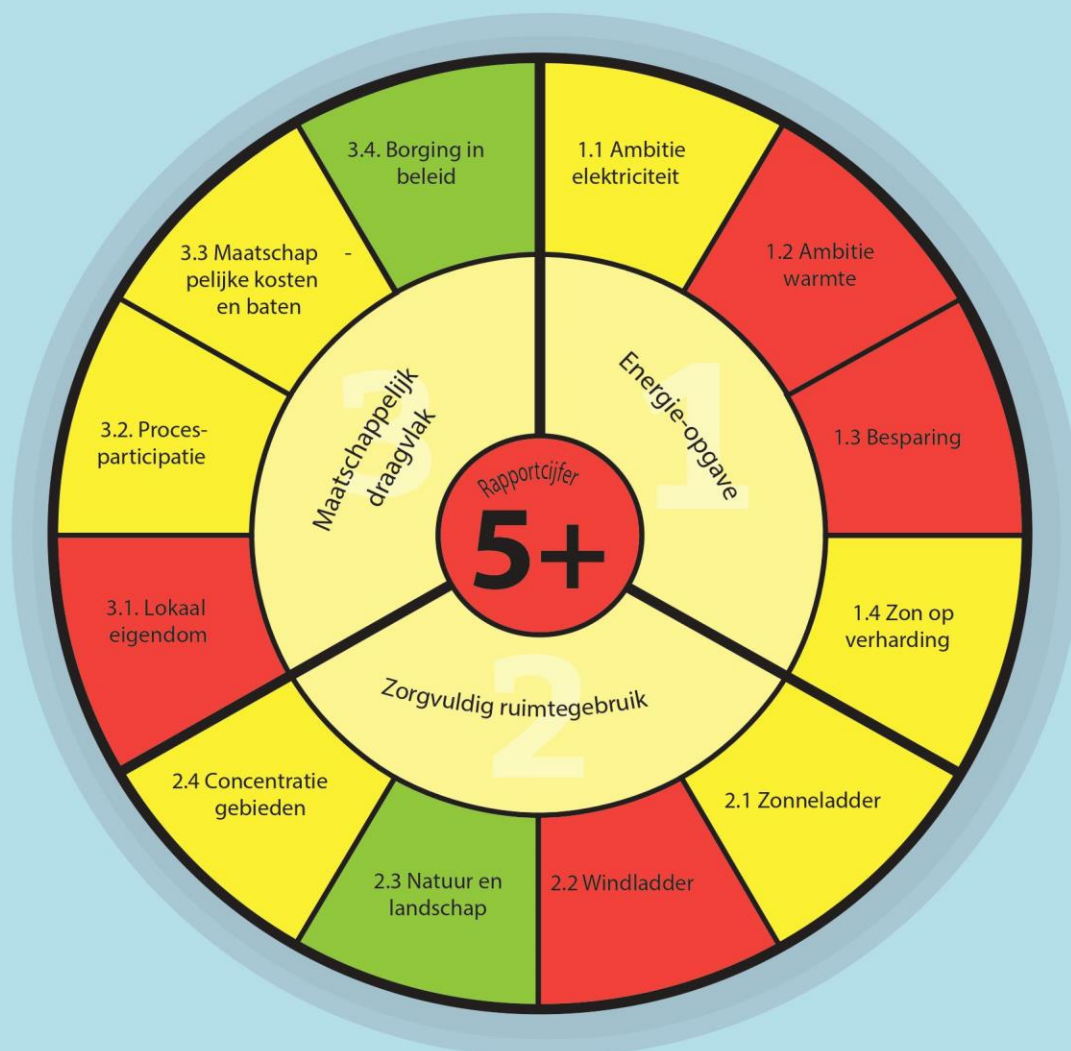 3.4. Borging in
beleid
1.1 Ambitie
elektriciteit
3.3 Maatschap -
pelijke kosten
en baten
1.2 Ambitie
warmte
3.2. Proces-
participatie
1.3 Besparing
3.1. Lokaal
eigendom
1.4 Zon op
verharding
2.4 Concentratie
gebieden
2.1 Zonneladder
2.3 Natuur en
landschap
2.2 Windladder
3
Maatschappelijk
draagvlak
1
Energie-opgave
2
Zorgvuldig ruimtegebruik
Rapportcijfer
5+